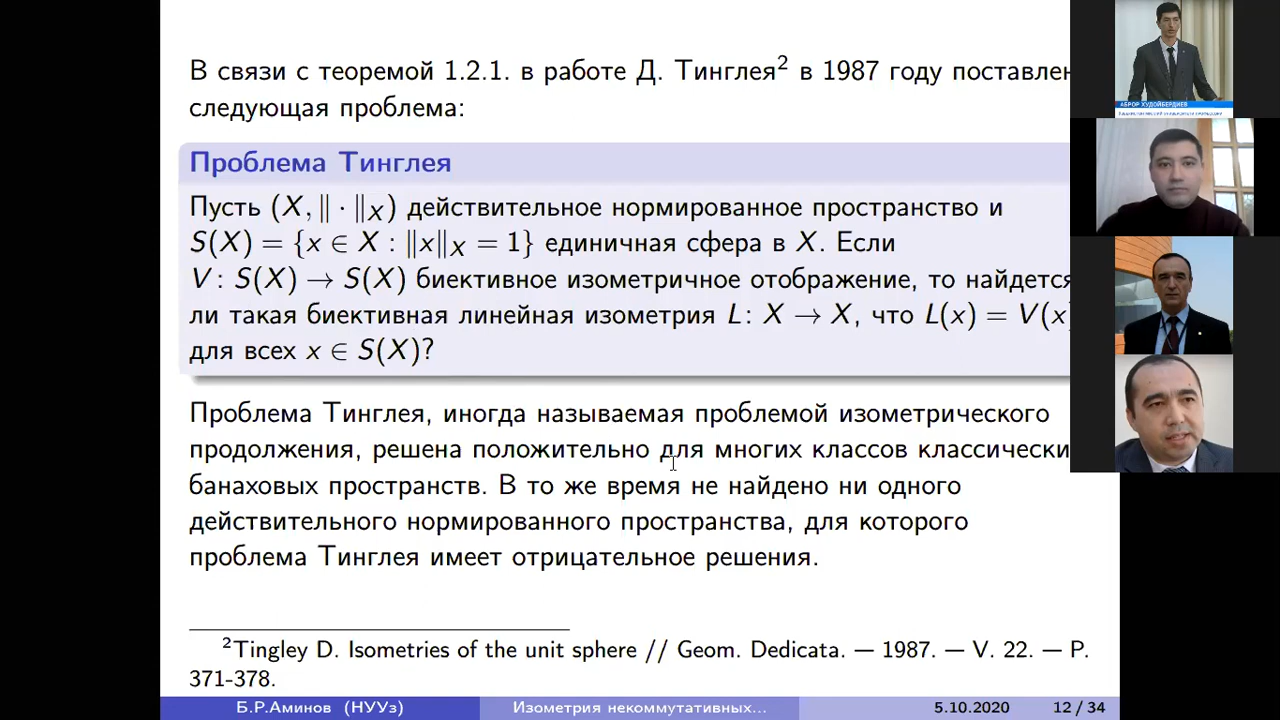 В связи с теоремой 1.2.1. в работе Д. Тинглея² в 1987 году поставлен
следующая проблема:
Проблема Тинглея
Пусть (X, ‖ · ‖_X) действительное нормированное пространство и
S(X) = {x ∈ X : ‖x‖_X = 1} единичная сфера в X. Если
V : S(X) → S(X) биективное изометричное отображение, то найдется
ли такая биективная линейная изометрия L: X → X, что L(x) = V(x)
для всех x ∈ S(X)?
Проблема Тинглея, иногда называемая проблемой изометрического
продолжения, решена положительно для многих классов классически
банаховых пространств. В то же время не найдено ни одного
действительного нормированного пространства, для которого
проблема Тинглея имеет отрицательное решения.
²Tingley D. Isometries of the unit sphere // Geom. Dedicata. — 1987. — V. 22. — P.
371-378.
Б.Р.Аминов (НУУз) Изометрия некоммутативных... 5.10.2020 12 / 34
АБРОР ХУДОЙБЕРДИЕВ